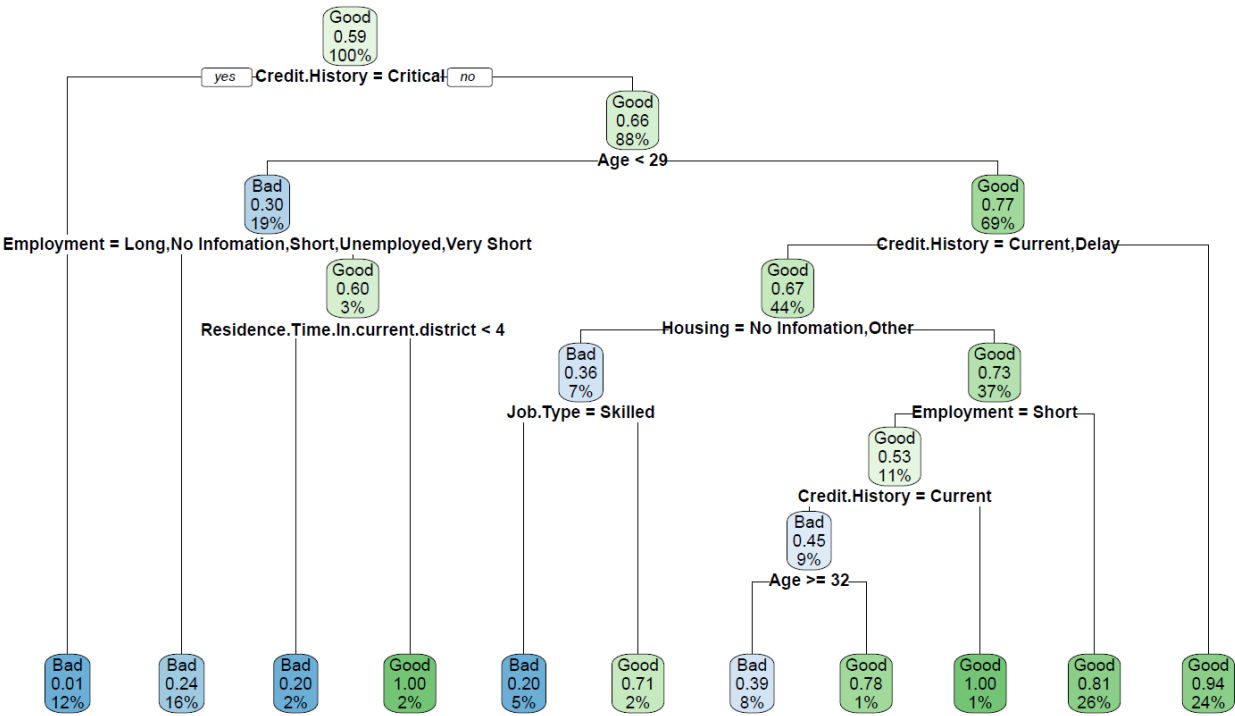 Good
0.59
100%
yes Credit.History = Critical no
Good
0.66
88%
Age < 29
Bad
0.30
19%
Good
0.77
69%
Employment = Long,No Infomation,Short,Unemployed,Very Short
Credit.History = Current,Delay
Good
0.60
3%
Good
0.67
44%
Residence.Time.In.current.district < 4
Housing = No Infomation,Other
Bad
0.36
7%
Good
0.73
37%
Job.Type = Skilled
Employment = Short
Good
0.53
11%
Credit.History = Current
Bad
0.45
9%
Age >= 32
Bad
0.01
12%
Bad
0.24
16%
Bad
0.20
2%
Good
1.00
2%
Bad
0.20
5%
Good
0.71
2%
Bad
0.39
8%
Good
0.78
1%
Good
1.00
1%
Good
0.81
26%
Good
0.94
24%